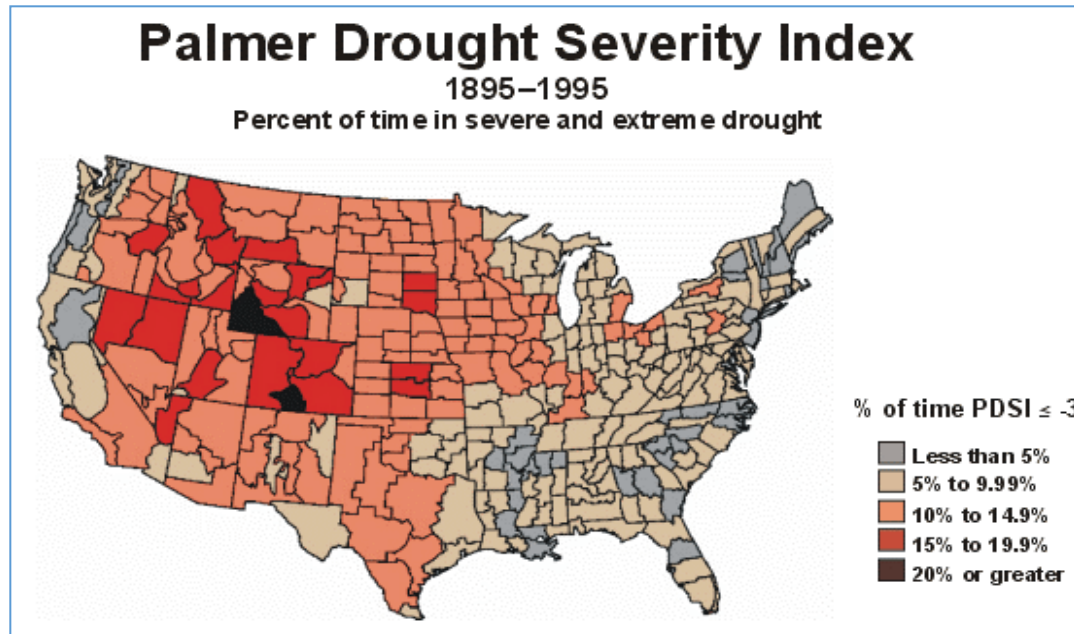 Palmer Drought Severity Index
1895–1995
Percent of time in severe and extreme drought
% of time PDSI ≤ -3
Less than 5%
5% to 9.99%
10% to 14.9%
15% to 19.9%
20% or greater